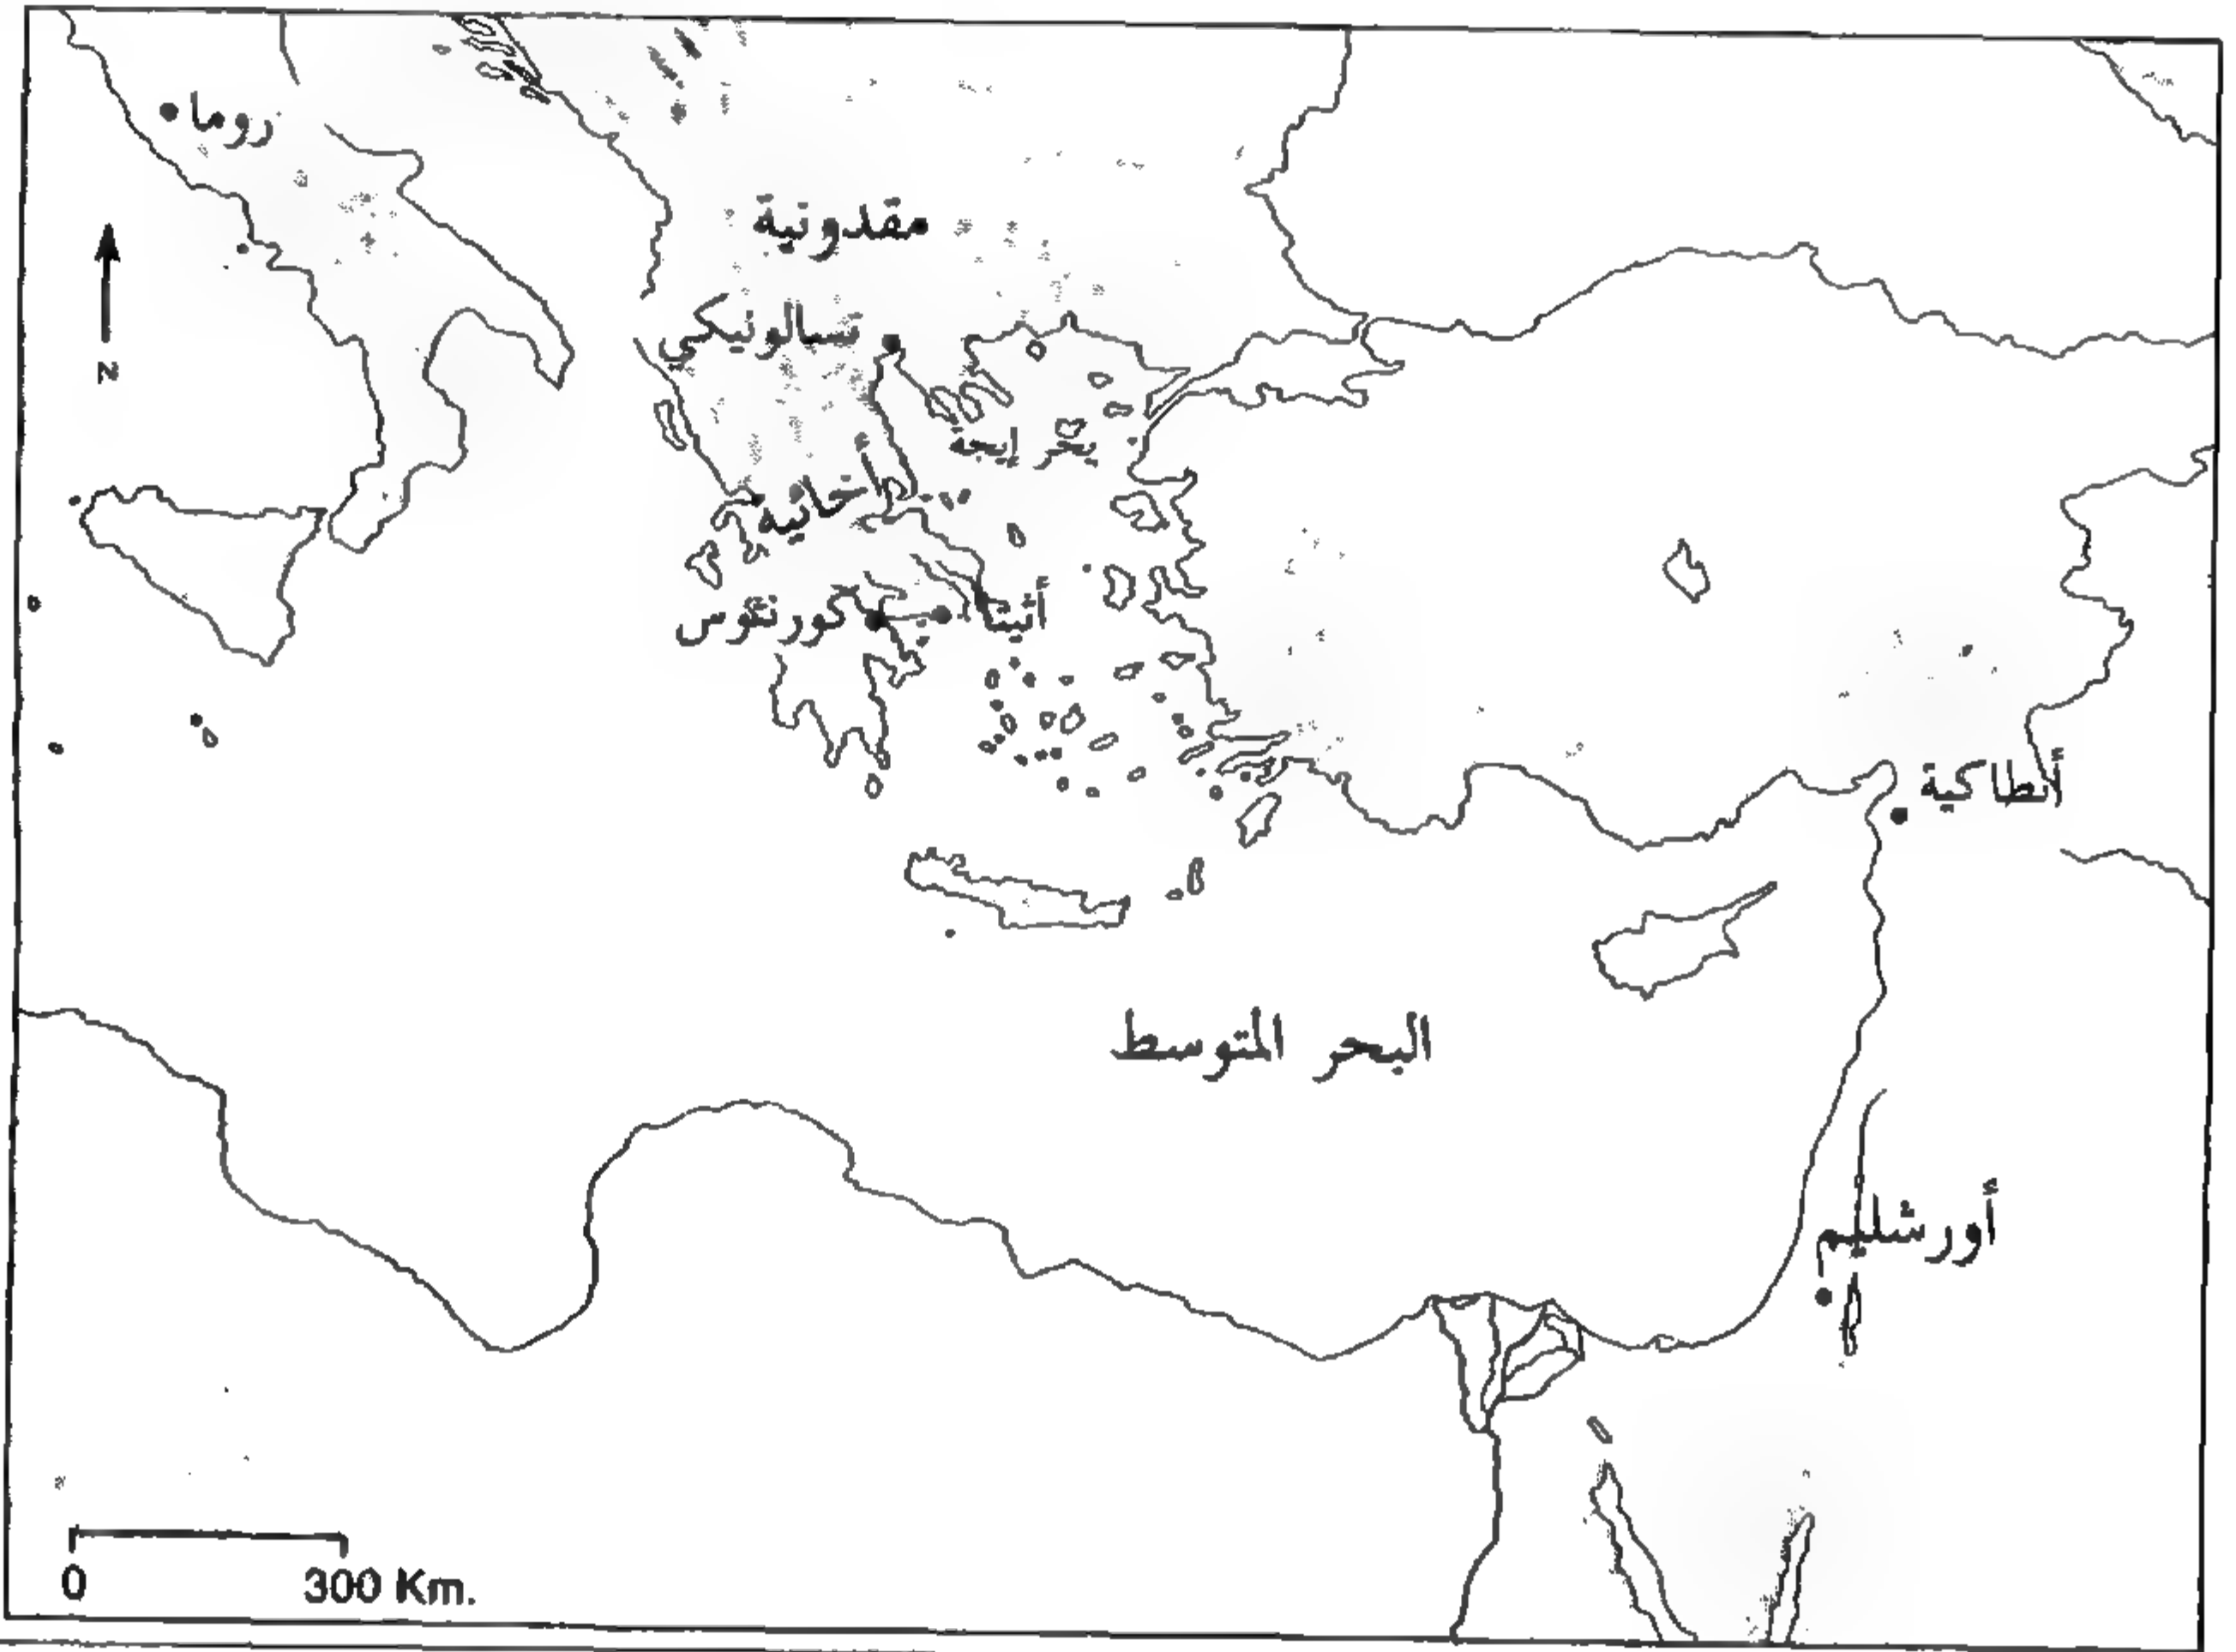 روما
مقدونية
تسالونيكي
بحر إيجة
أخائية
أثينا
كورنثوس
أنطاكية
البحر المتوسط
أورشليم
N
0
300 Km.